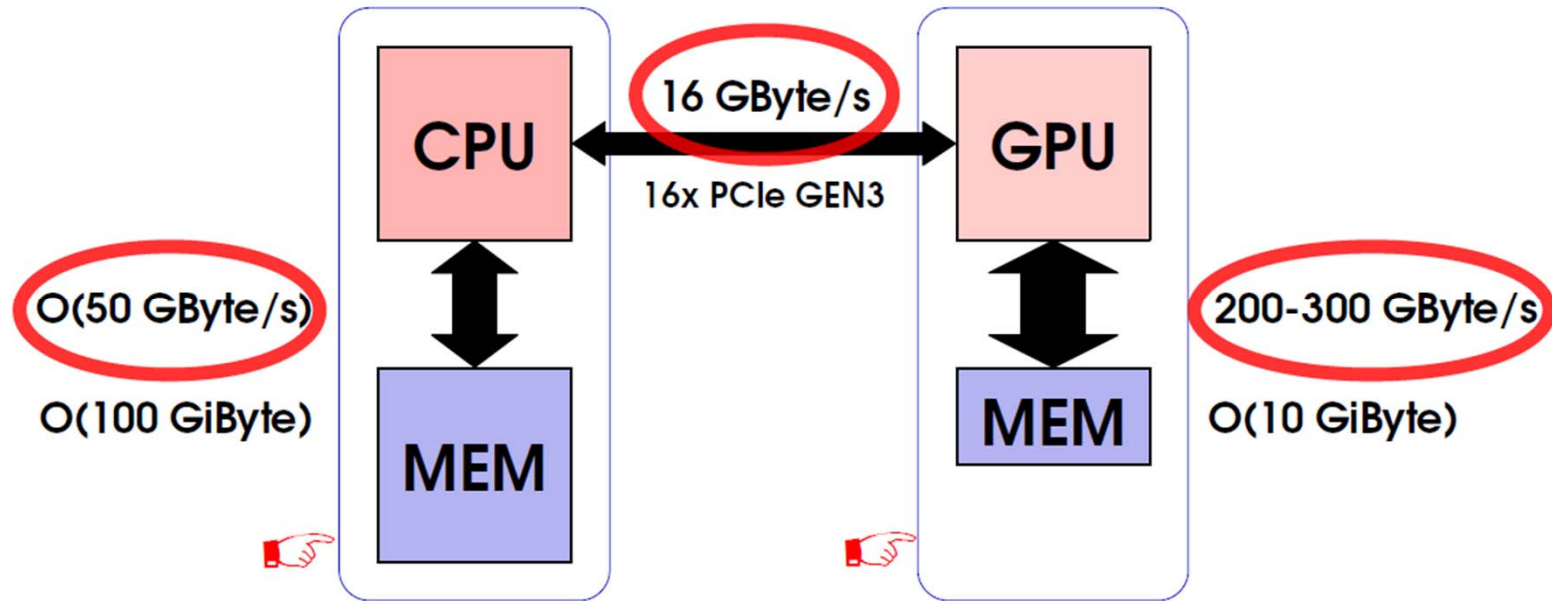 16 GByte/s
CPU
GPU
16x PCIe GEN3
O(50 GByte/s)
200-300 GByte/s
O(100 GiByte)
MEM
MEM
O(10 GiByte)